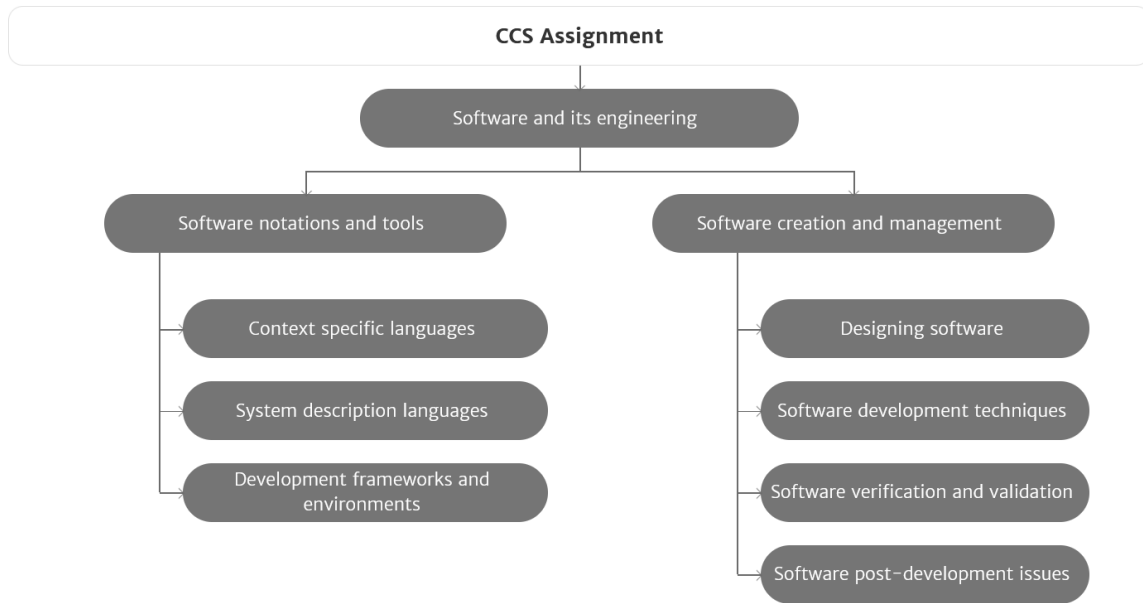 CCS Assignment
Software and its engineering
Software notations and tools
Software creation and management
Context specific languages
Designing software
System description languages
Software development techniques
Development frameworks and
environments
Software verification and validation
Software post-development issues